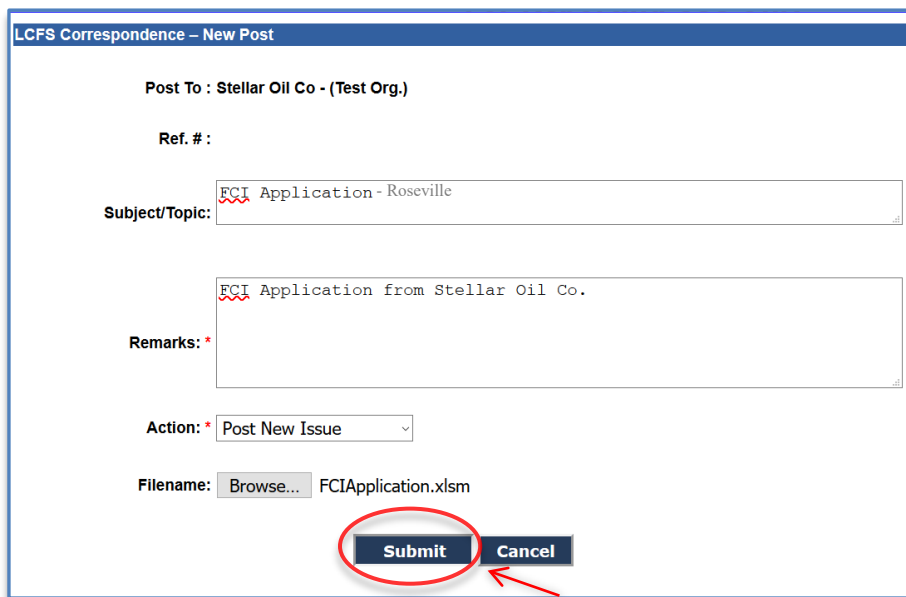 LCFS Correspondence – New Post
Post To : Stellar Oil Co - (Test Org.)
Ref. # :
Subject/Topic: FCI Application - Roseville
Remarks: * FCI Application from Stellar Oil Co.
Action: * Post New Issue
Filename: Browse... FCIApplication.xlsm
Submit Cancel